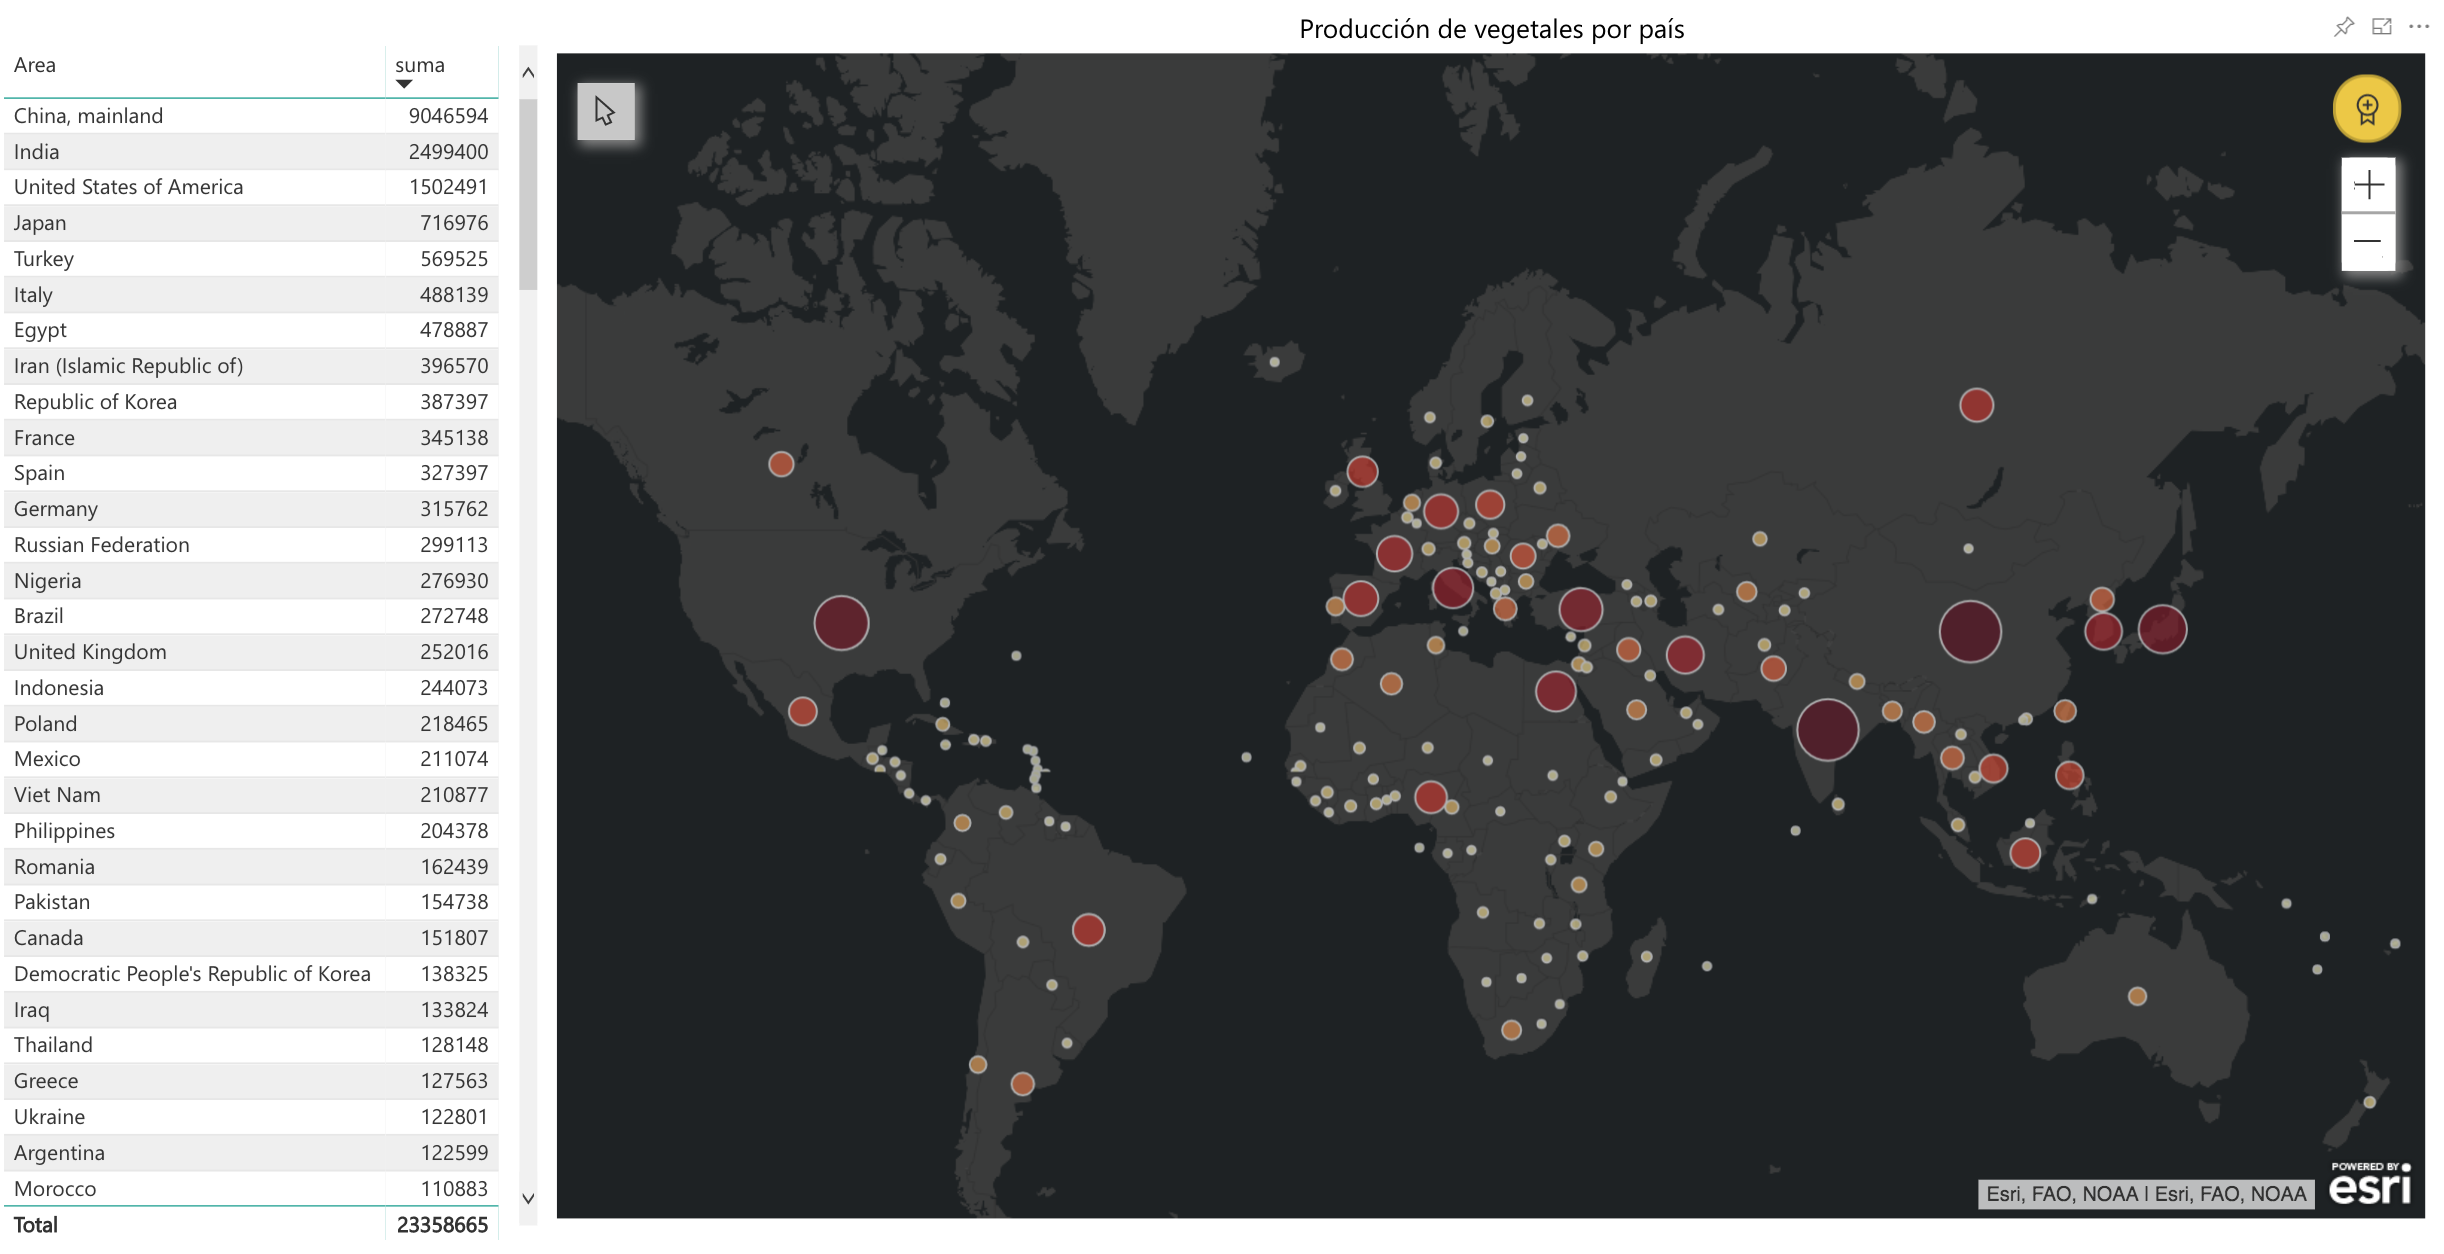 Producción de vegetales por país
Area suma
China, mainland 9046594
India 2499400
United States of America 1502491
Japan 716976
Turkey 569525
Italy 488139
Egypt 478887
Iran (Islamic Republic of) 396570
Republic of Korea 387397
France 345138
Spain 327397
Germany 315762
Russian Federation 299113
Nigeria 276930
Brazil 272748
United Kingdom 252016
Indonesia 244073
Poland 218465
Mexico 211074
Viet Nam 210877
Philippines 204378
Romania 162439
Pakistan 154738
Canada 151807
Democratic People's Republic of Korea 138325
Iraq 133824
Thailand 128148
Greece 127563
Ukraine 122801
Argentina 122599
Morocco 110883
Total 23358665
Esri, FAO, NOAA | Esri, FAO, NOAA
POWERED BY
esri